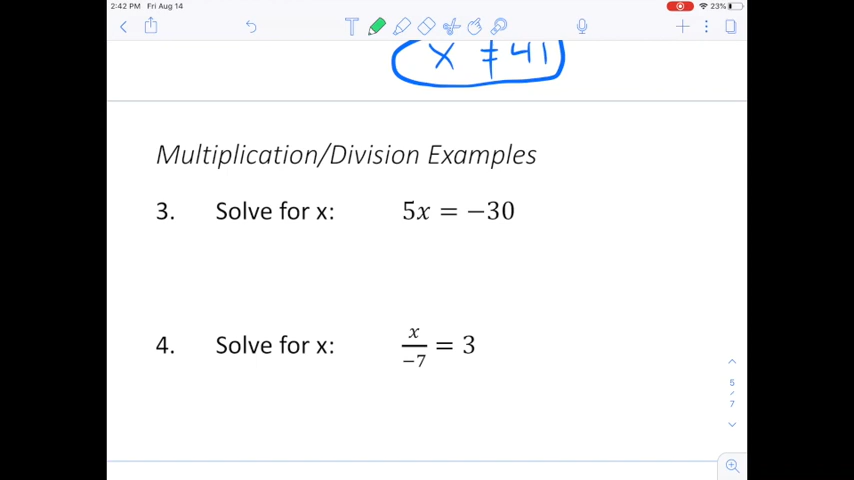 2:42 PM Fri Aug 14 23%
T
x ≠ 41
Multiplication/Division Examples
3. Solve for x: 5x = −30
4. Solve for x: x/−7 = 3
5
/
7